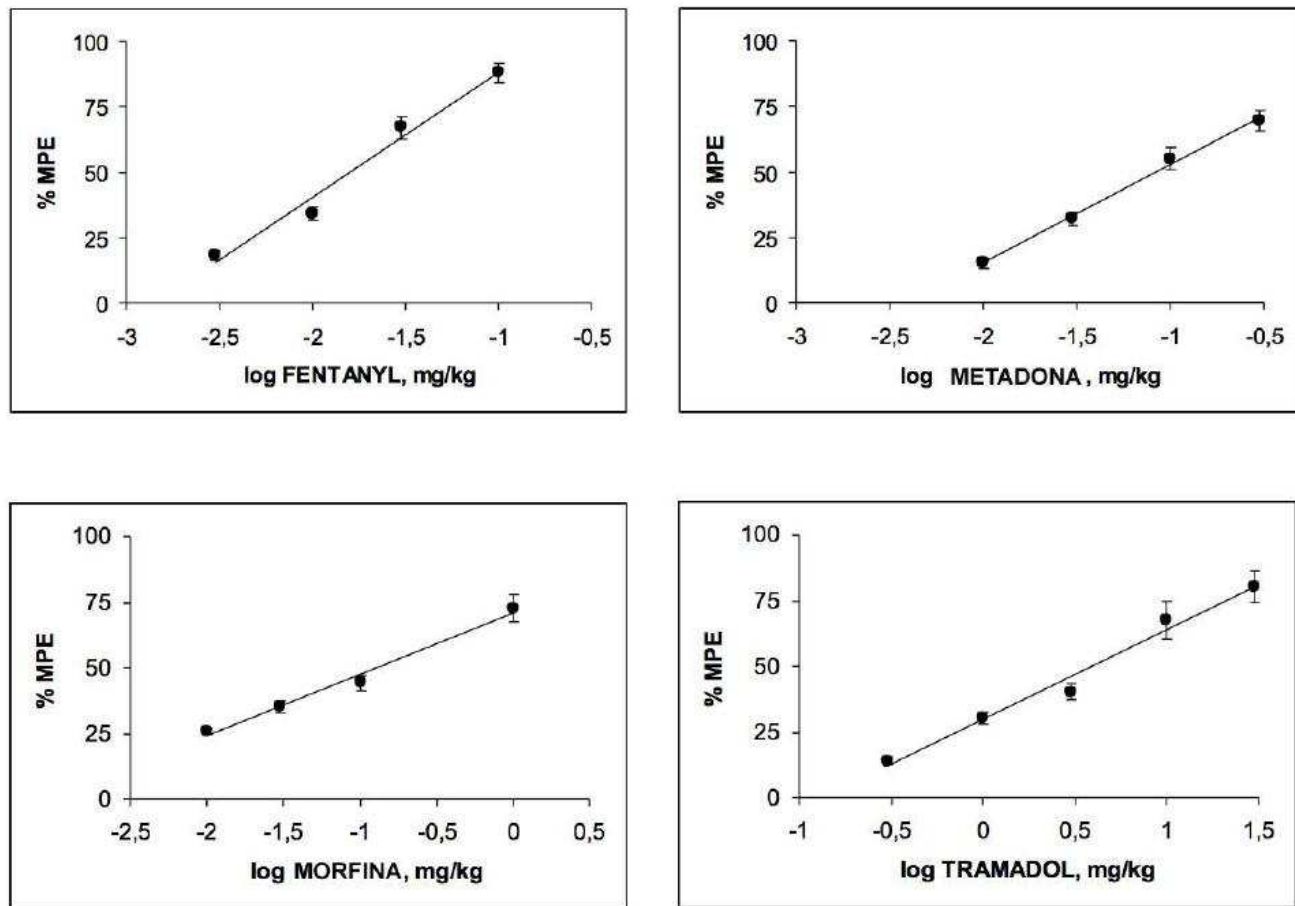 100
75
50
25
0
% MPE
-3 -2,5 -2 -1,5 -1 -0,5
log FENTANYL, mg/kg
100
75
50
25
0
% MPE
-3 -2,5 -2 -1,5 -1 -0,5
log METADONA , mg/kg
100
75
50
25
0
% MPE
-2,5 -2 -1,5 -1 -0,5 0 0,5
log MORFINA, mg/kg
100
75
50
25
0
% MPE
-1 -0,5 0 0,5 1 1,5
log TRAMADOL, mg/kg